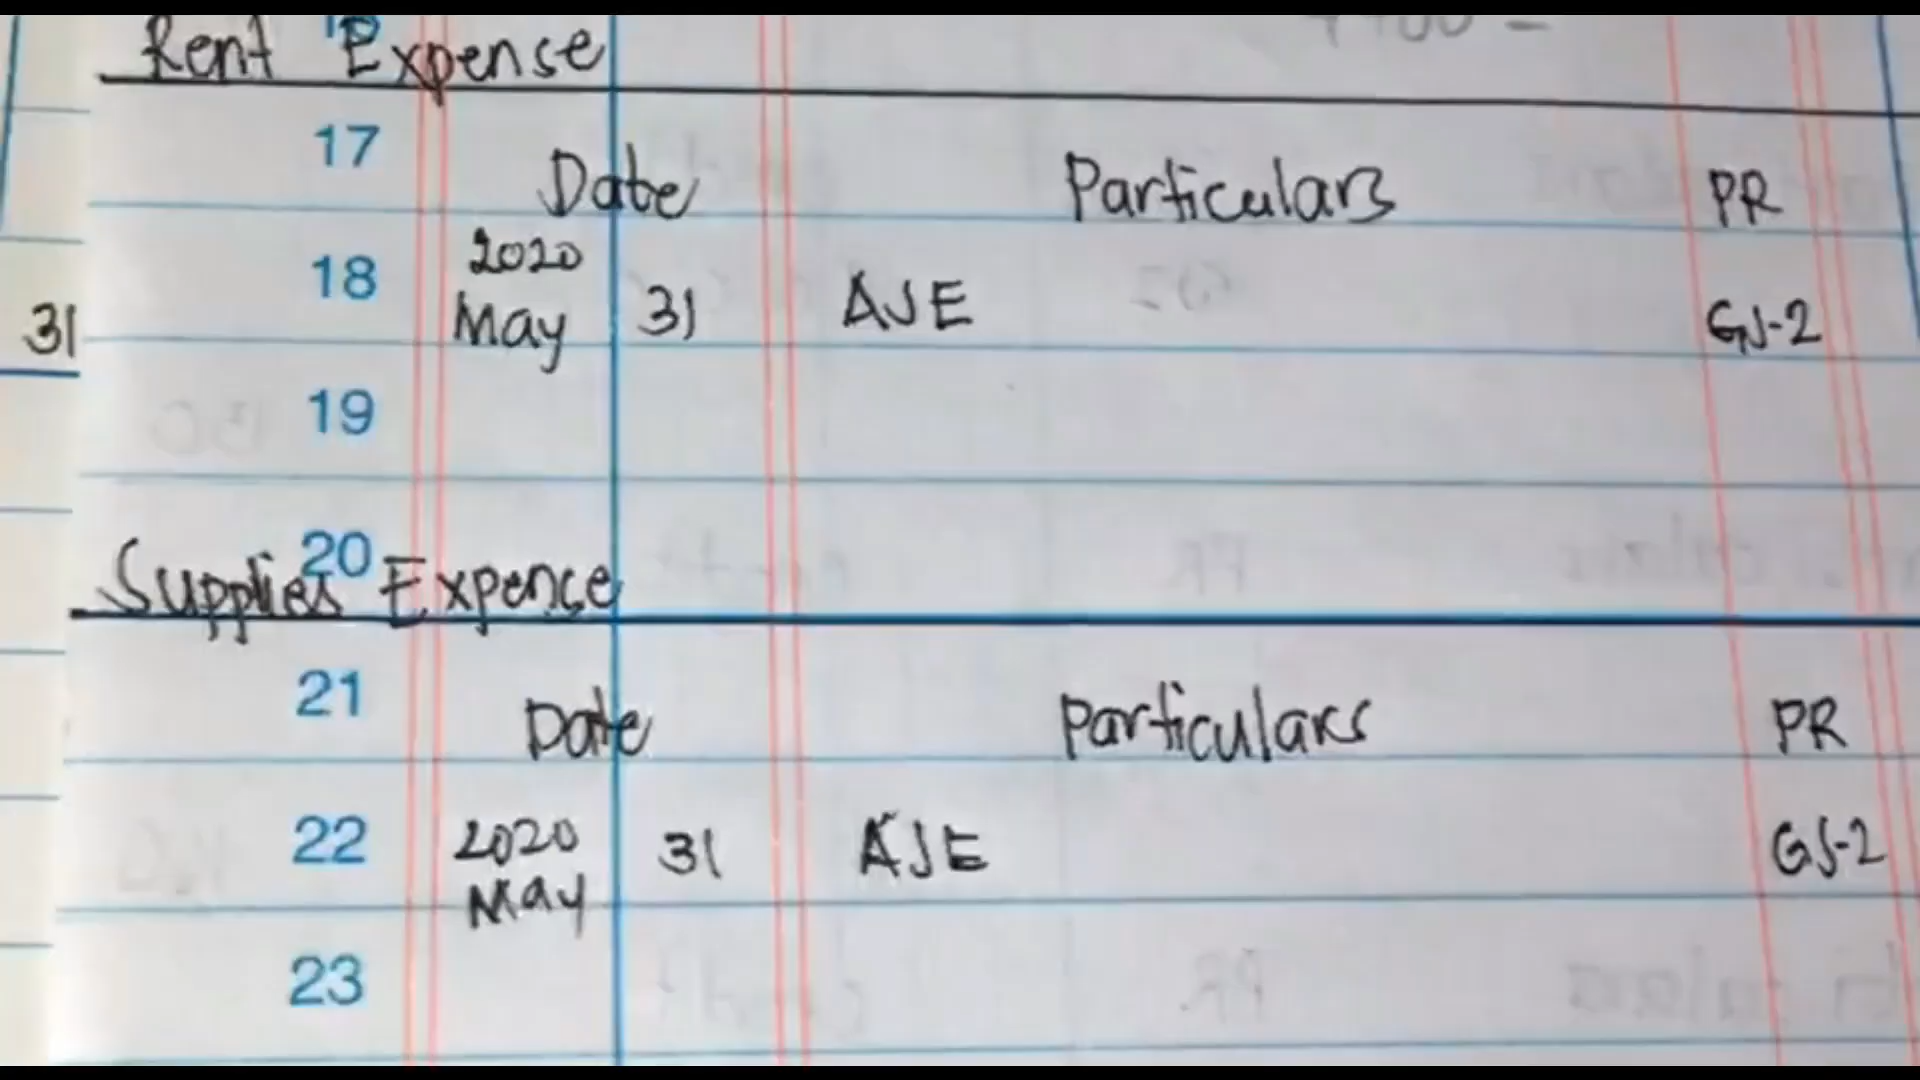 Rent Expense
17 Date Particulars PR
2020
18 May 31 AJE GJ-2
31
19
20
Supplies Expence
21 Date Particulars PR
22 2020 31 AJE GJ-2
May
23